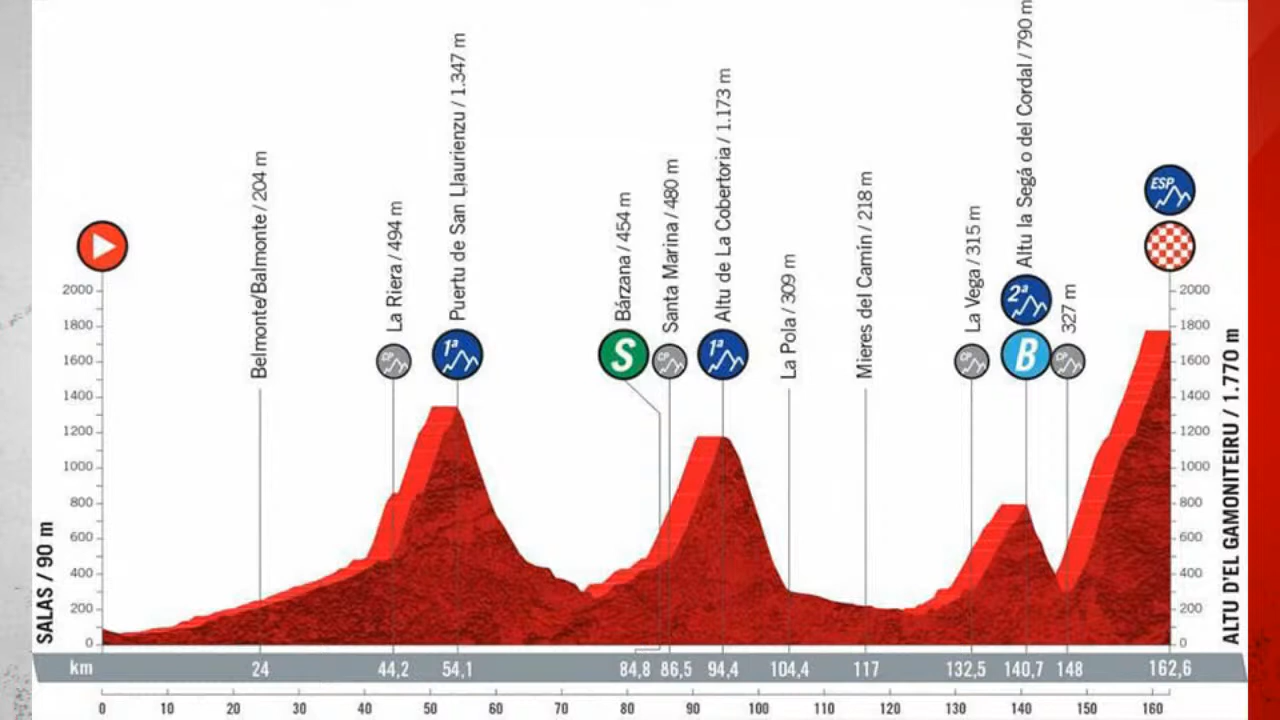 Belmonte/Balmonte / 204 m
La Riera / 494 m
Puertu de San Llaurienzu / 1.347 m
Bárzana / 454 m
Santa Marina / 480 m
Altu de La Cobertoria / 1.173 m
La Pola / 309 m
Mieres del Camín / 218 m
La Vega / 315 m
Altu la Segá o del Cordal / 790 m
327 m
ESP
CP
1ª
S
CP
1ª
CP
2ª
B
CP
2000
1800
1600
1400
1200
1000
800
600
400
200
0
2000
1800
1600
1400
1200
1000
800
600
400
200
0
SALAS / 90 m
ALTU D'EL GAMONITEIRU / 1.770 m
km 24 44,2 54,1 84,8 86,5 94,4 104,4 117 132,5 140,7 148 162,6
0 10 20 30 40 50 60 70 80 90 100 110 120 130 140 150 160